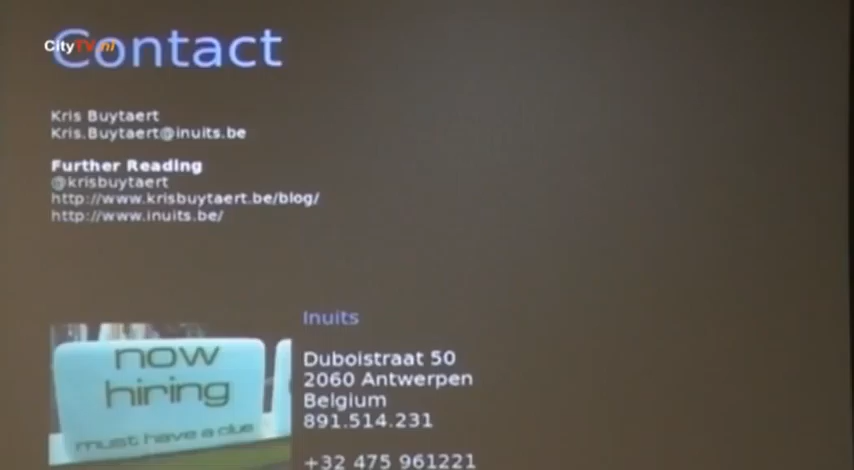 CityTV.nl
Contact
Kris Buytaert
Kris.Buytaert@inuits.be
Further Reading
@krisbuytaert
http://www.krisbuytaert.be/blog/
http://www.inuits.be/
now
hiring
must have a clue
Inuits
Duboistraat 50
2060 Antwerpen
Belgium
891.514.231
+32 475 961221